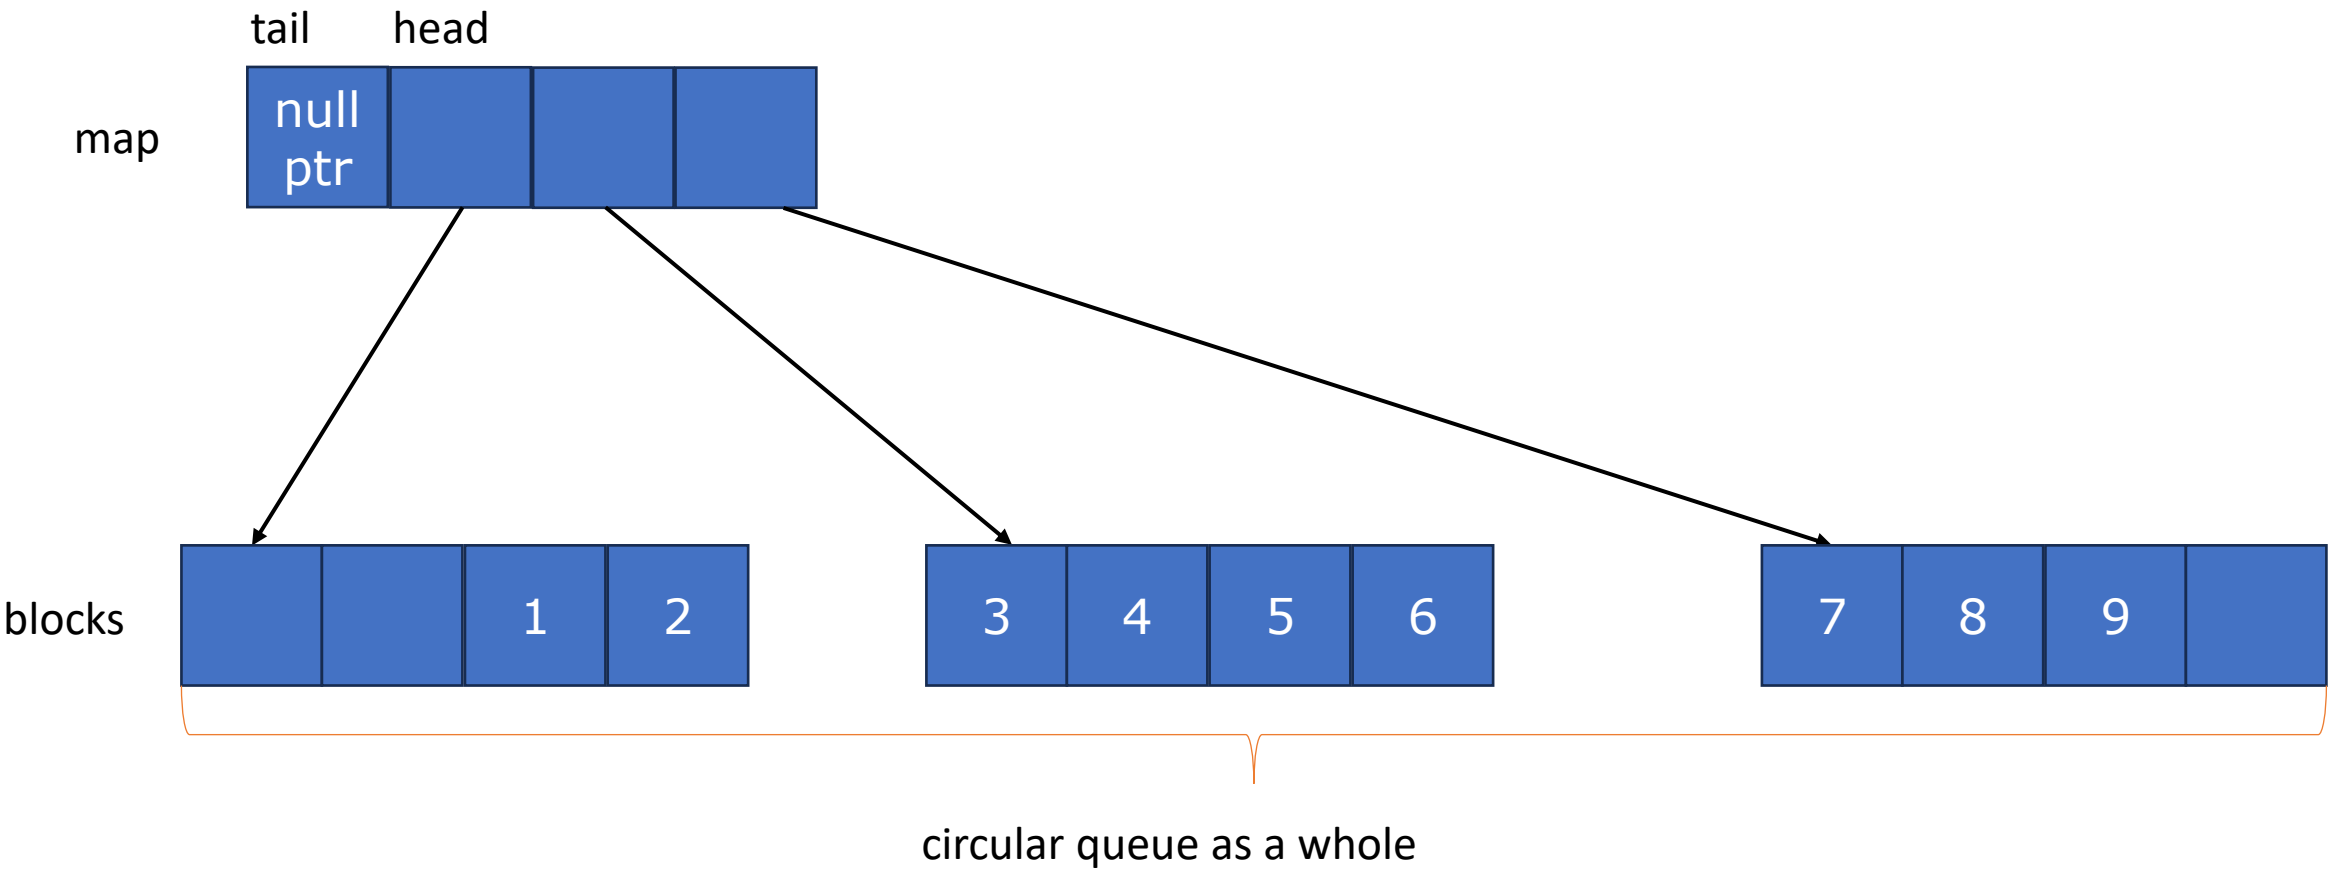 tail head
null
ptr
map
blocks
1 2 3 4 5 6 7 8 9
circular queue as a whole